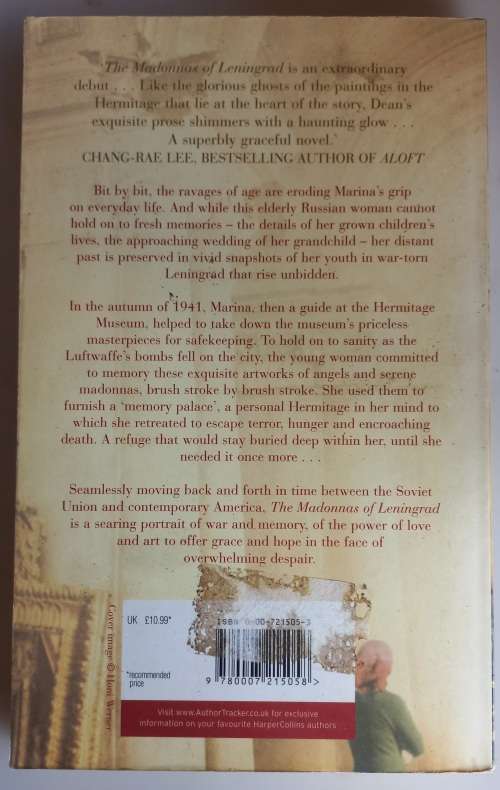 'The Madonnas of Leningrad is an extraordinary
debut . . . Like the glorious ghosts of the paintings in the
Hermitage that lie at the heart of the story, Dean's
exquisite prose shimmers with a haunting glow . . .
A superbly graceful novel.'
CHANG-RAE LEE, BESTSELLING AUTHOR OF ALOFT
Bit by bit, the ravages of age are eroding Marina's grip
on everyday life. And while this elderly Russian woman cannot
hold on to fresh memories – the details of her grown children's
lives, the approaching wedding of her grandchild – her distant
past is preserved in vivid snapshots of her youth in war-torn
Leningrad that rise unbidden.
In the autumn of 1941, Marina, then a guide at the Hermitage
Museum, helped to take down the museum's priceless
masterpieces for safekeeping. To hold on to sanity as the
Luftwaffe's bombs fell on the city, the young woman committed
to memory these exquisite artworks of angels and serene
madonnas, brush stroke by brush stroke. She used them to
furnish a 'memory palace', a personal Hermitage in her mind to
which she retreated to escape terror, hunger and encroaching
death. A refuge that would stay buried deep within her, until she
needed it once more . . .
Seamlessly moving back and forth in time between the Soviet
Union and contemporary America, The Madonnas of Leningrad
is a searing portrait of war and memory, of the power of love
and art to offer grace and hope in the face of
overwhelming despair.
Cover image © Honi Werner
UK £10.99*
*recommended
price
ISBN 0-00-721505-3
9 780007 215058 >
Visit www.AuthorTracker.co.uk for exclusive
information on your favourite HarperCollins authors